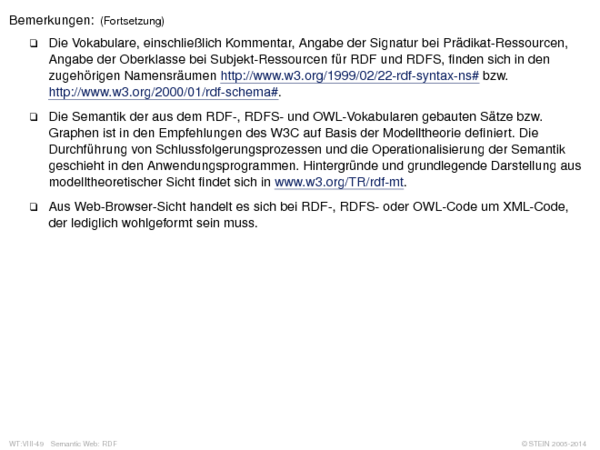 Bemerkungen: (Fortsetzung)
❑ Die Vokabulare, einschließlich Kommentar, Angabe der Signatur bei Prädikat-Ressourcen,
Angabe der Oberklasse bei Subjekt-Ressourcen für RDF und RDFS, finden sich in den
zugehörigen Namensräumen http://www.w3.org/1999/02/22-rdf-syntax-ns# bzw.
http://www.w3.org/2000/01/rdf-schema#.
❑ Die Semantik der aus dem RDF-, RDFS- und OWL-Vokabularen gebauten Sätze bzw.
Graphen ist in den Empfehlungen des W3C auf Basis der Modelltheorie definiert. Die
Durchführung von Schlussfolgerungsprozessen und die Operationalisierung der Semantik
geschieht in den Anwendungsprogrammen. Hintergründe und grundlegende Darstellung aus
modelltheoretischer Sicht findet sich in www.w3.org/TR/rdf-mt.
❑ Aus Web-Browser-Sicht handelt es sich bei RDF-, RDFS- oder OWL-Code um XML-Code,
der lediglich wohlgeformt sein muss.
WT:VIII-49 Semantic Web: RDF
© STEIN 2005-2014